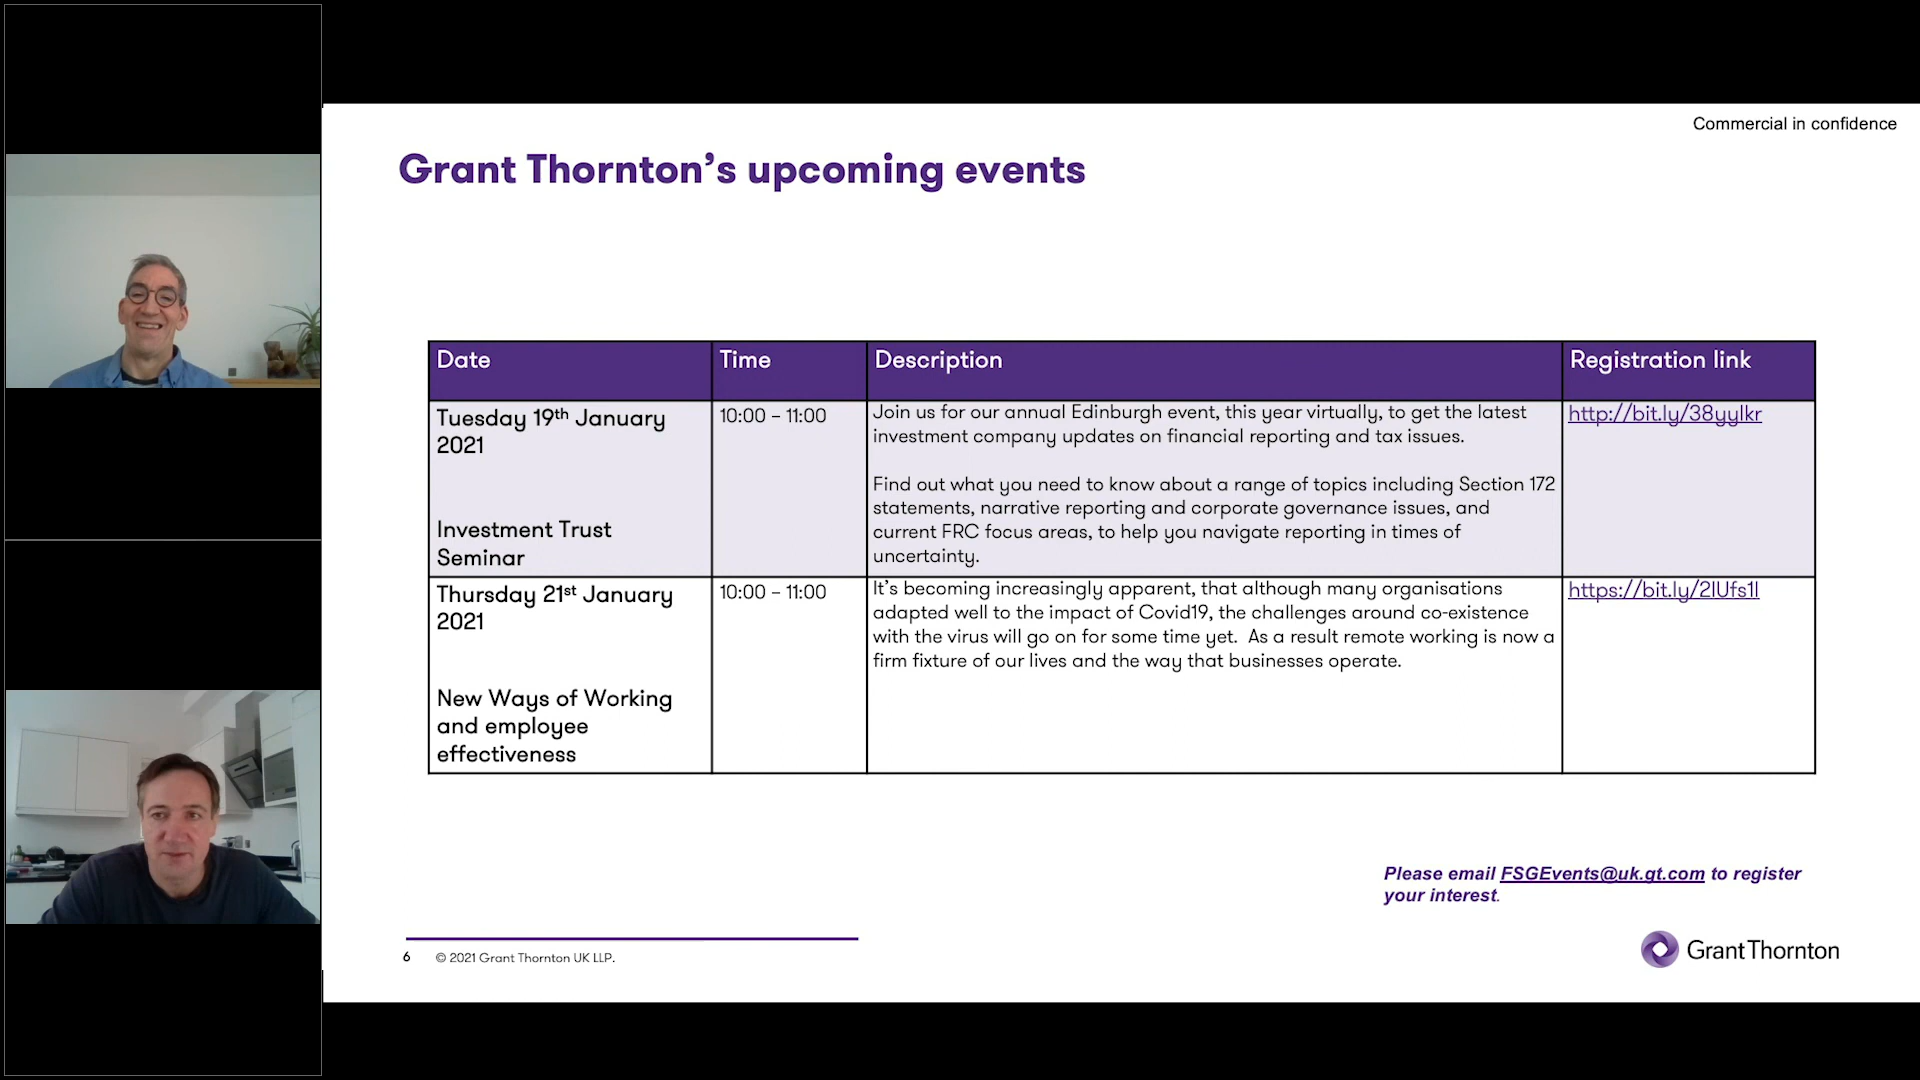 Commercial in confidence
Grant Thornton’s upcoming events
Date
Time
Description
Registration link
Tuesday 19th January
2021
Investment Trust
Seminar
10:00 – 11:00
Join us for our annual Edinburgh event, this year virtually, to get the latest
investment company updates on financial reporting and tax issues.
Find out what you need to know about a range of topics including Section 172
statements, narrative reporting and corporate governance issues, and
current FRC focus areas, to help you navigate reporting in times of
uncertainty.
http://bit.ly/38yylkr
Thursday 21st January
2021
New Ways of Working
and employee
effectiveness
10:00 – 11:00
It’s becoming increasingly apparent, that although many organisations
adapted well to the impact of Covid19, the challenges around co-existence
with the virus will go on for some time yet.  As a result remote working is now a
firm fixture of our lives and the way that businesses operate.
https://bit.ly/2IUfs1I
Please email FSGEvents@uk.gt.com to register
your interest.
6
© 2021 Grant Thornton UK LLP.
Grant Thornton